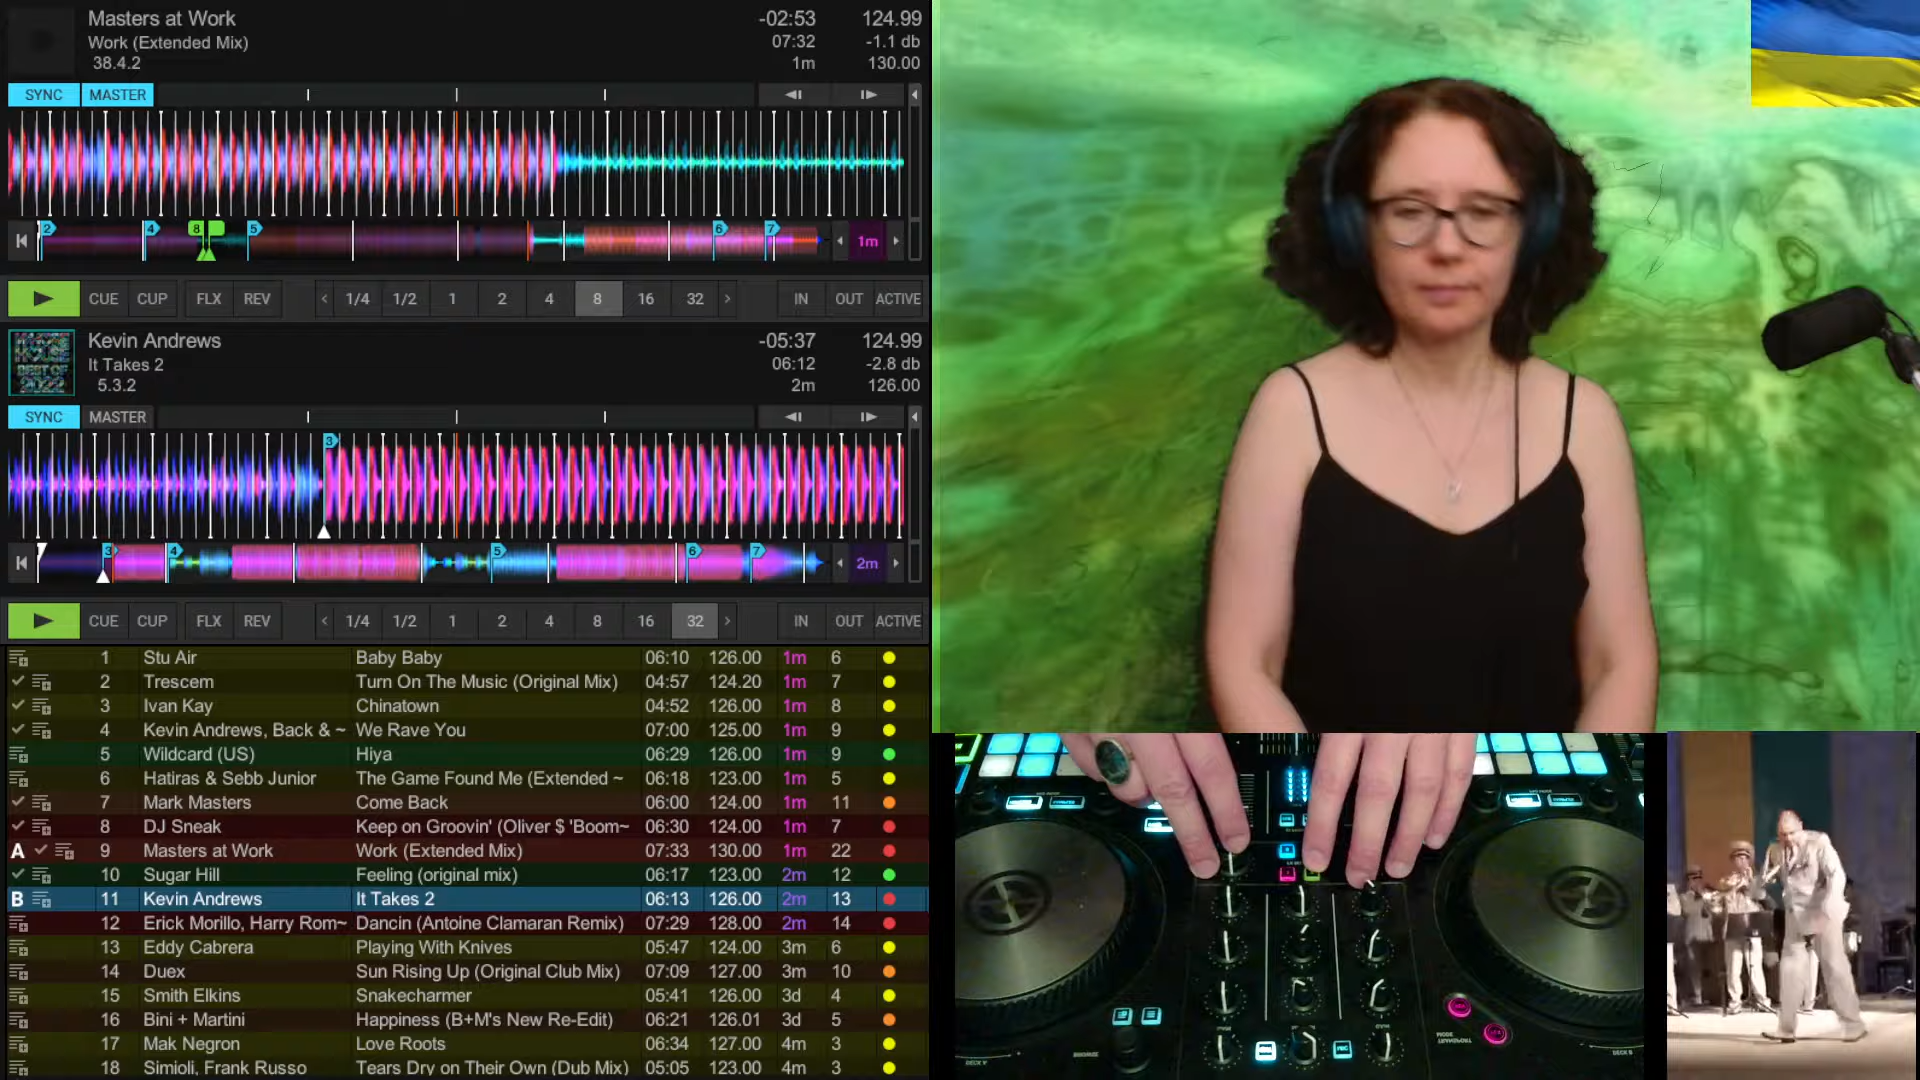 Masters at Work -02:53 124.99
Work (Extended Mix) 07:32 -1.1 db
38.4.2 1m 130.00
SYNC MASTER
2 4 8 5 6 7 1m
CUE CUP FLX REV 1/4 1/2 1 2 4 8 16 32 IN OUT ACTIVE
Kevin Andrews -05:37 124.99
It Takes 2 06:12 -2.8 db
5.3.2 2m 126.00
SYNC MASTER
3
3 4 5 6 7 2m
CUE CUP FLX REV 1/4 1/2 1 2 4 8 16 32 IN OUT ACTIVE
1 Stu Air Baby Baby 06:10 126.00 1m 6
2 Trescem Turn On The Music (Original Mix) 04:57 124.20 1m 7
3 Ivan Kay Chinatown 04:52 126.00 1m 8
4 Kevin Andrews, Back & ~ We Rave You 07:00 125.00 1m 9
5 Wildcard (US) Hiya 06:29 126.00 1m 9
6 Hatiras & Sebb Junior The Game Found Me (Extended ~ 06:18 123.00 1m 5
7 Mark Masters Come Back 06:00 124.00 1m 11
8 DJ Sneak Keep on Groovin' (Oliver $ 'Boom~ 06:30 124.00 1m 7
A 9 Masters at Work Work (Extended Mix) 07:33 130.00 1m 22
10 Sugar Hill Feeling (original mix) 06:17 123.00 2m 12
B 11 Kevin Andrews It Takes 2 06:13 126.00 2m 13
12 Erick Morillo, Harry Rom~ Dancin (Antoine Clamaran Remix) 07:29 128.00 2m 14
13 Eddy Cabrera Playing With Knives 05:47 124.00 3m 6
14 Duex Sun Rising Up (Original Club Mix) 07:09 127.00 3m 10
15 Smith Elkins Snakecharmer 05:41 126.00 3d 4
16 Bini + Martini Happiness (B+M's New Re-Edit) 06:21 126.01 3d 5
17 Mak Negron Love Roots 06:34 127.00 4m 3
18 Simioli, Frank Russo Tears Dry on Their Own (Dub Mix) 05:05 123.00 4m 3